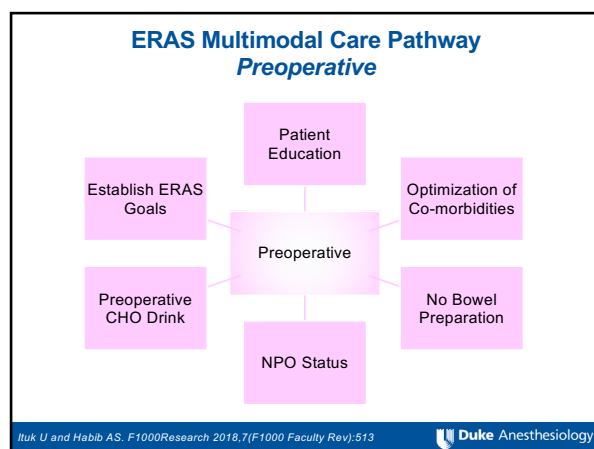 ERAS Multimodal Care Pathway
Preoperative
Patient
Education
Establish ERAS
Goals
Optimization of
Co-morbidities
Preoperative
Preoperative
CHO Drink
No Bowel
Preparation
NPO Status
Ituk U and Habib AS. F1000Research 2018,7(F1000 Faculty Rev):513
Duke Anesthesiology